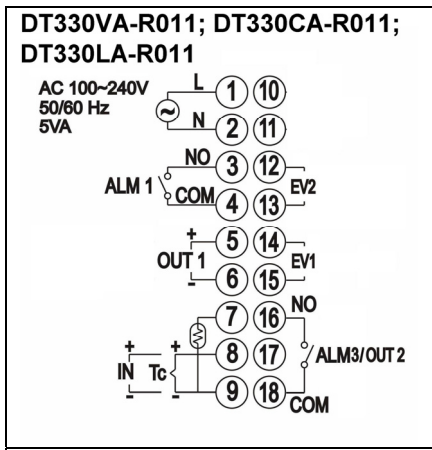 DT330VA-R011; DT330CA-R011;
DT330LA-R011
AC 100~240V
50/60 Hz
5VA
L
N
1 10
2 11
NO
3 12
ALM 1
COM
4 13
EV2
+
5 14
OUT 1
EV1
-
6 15
7 16
NO
+ +
8 17
IN Tc
ALM3/OUT 2
- -
9 18
COM